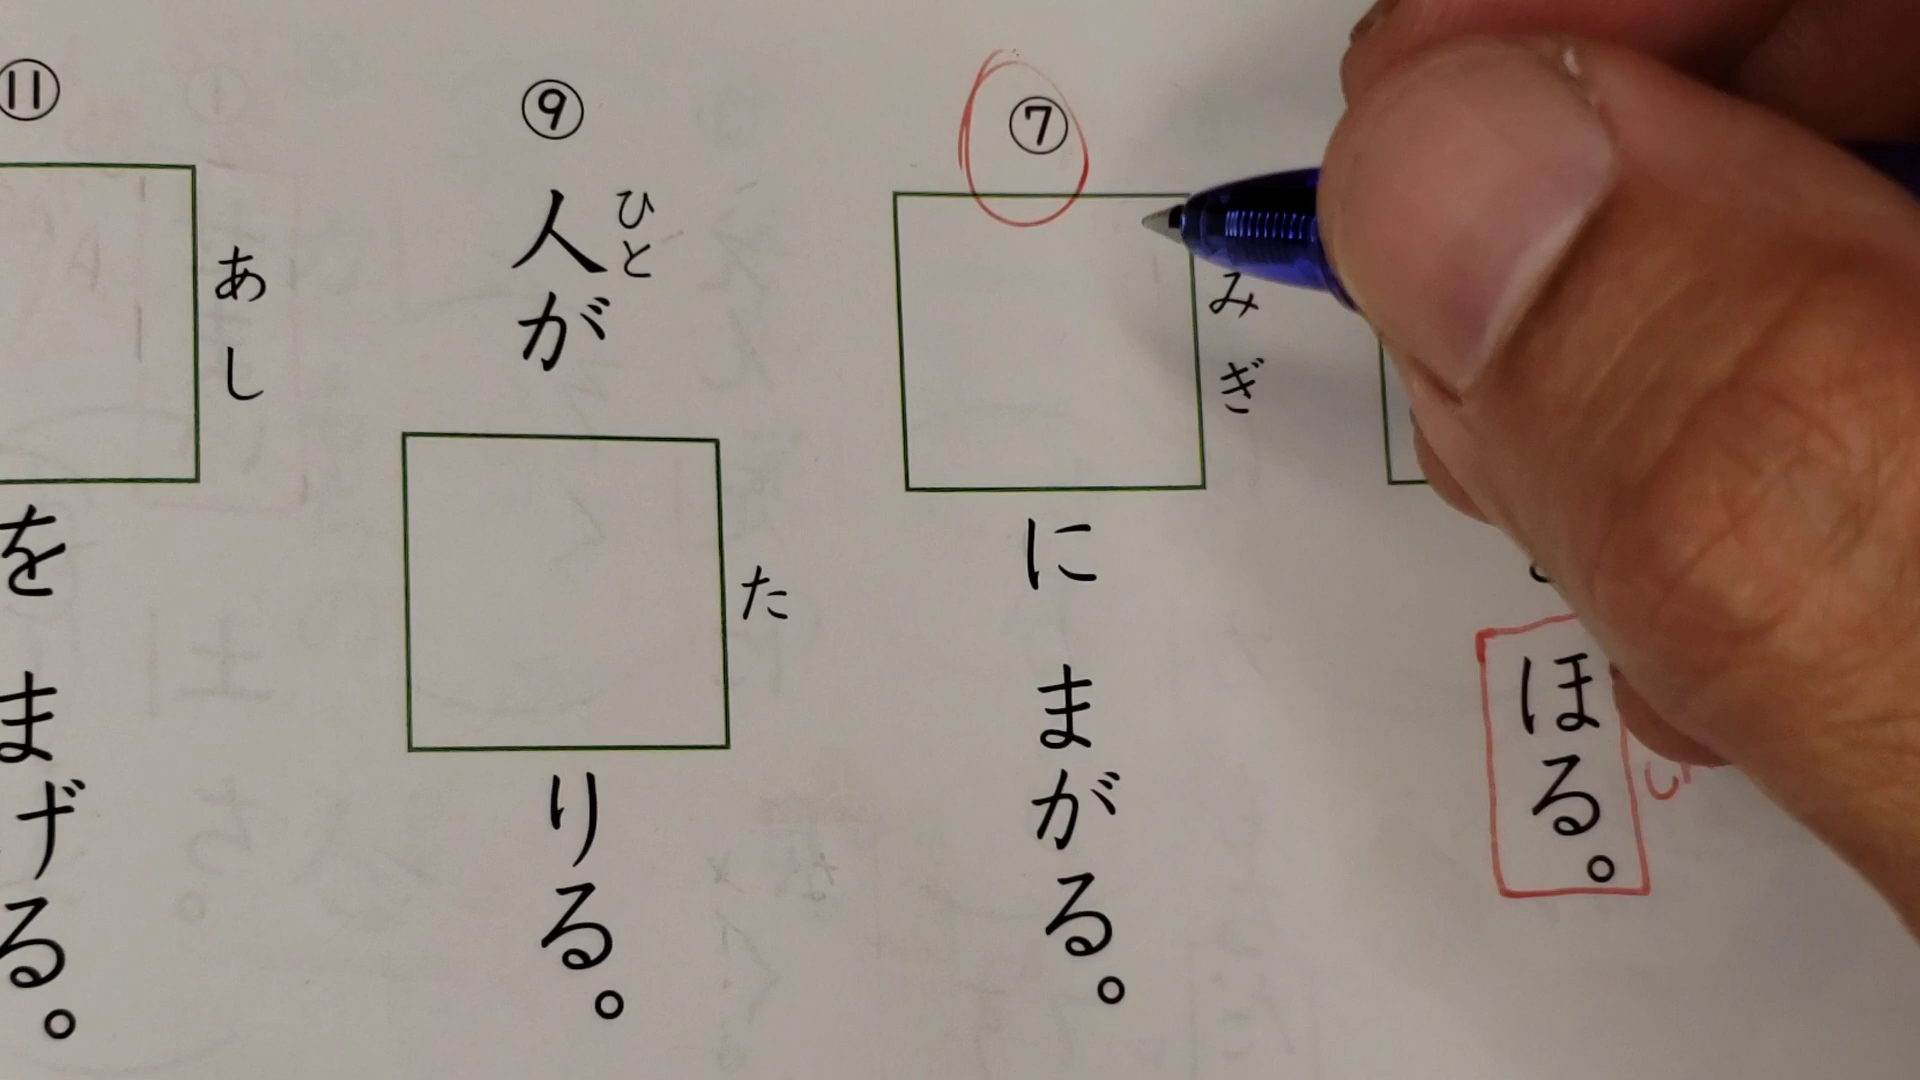 ほる。
⑦
みぎ
に まがる。
⑨
人が
ひと
た
りる。
⑪
あし
を まげる。